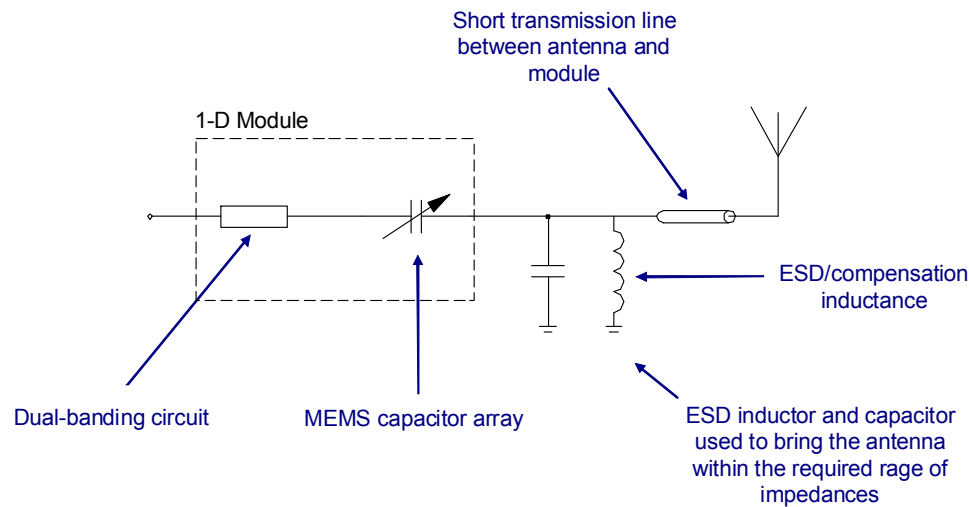 Short transmission line
between antenna and
module
1-D Module
ESD/compensation
inductance
Dual-banding circuit
MEMS capacitor array
ESD inductor and capacitor
used to bring the antenna
within the required rage of
impedances